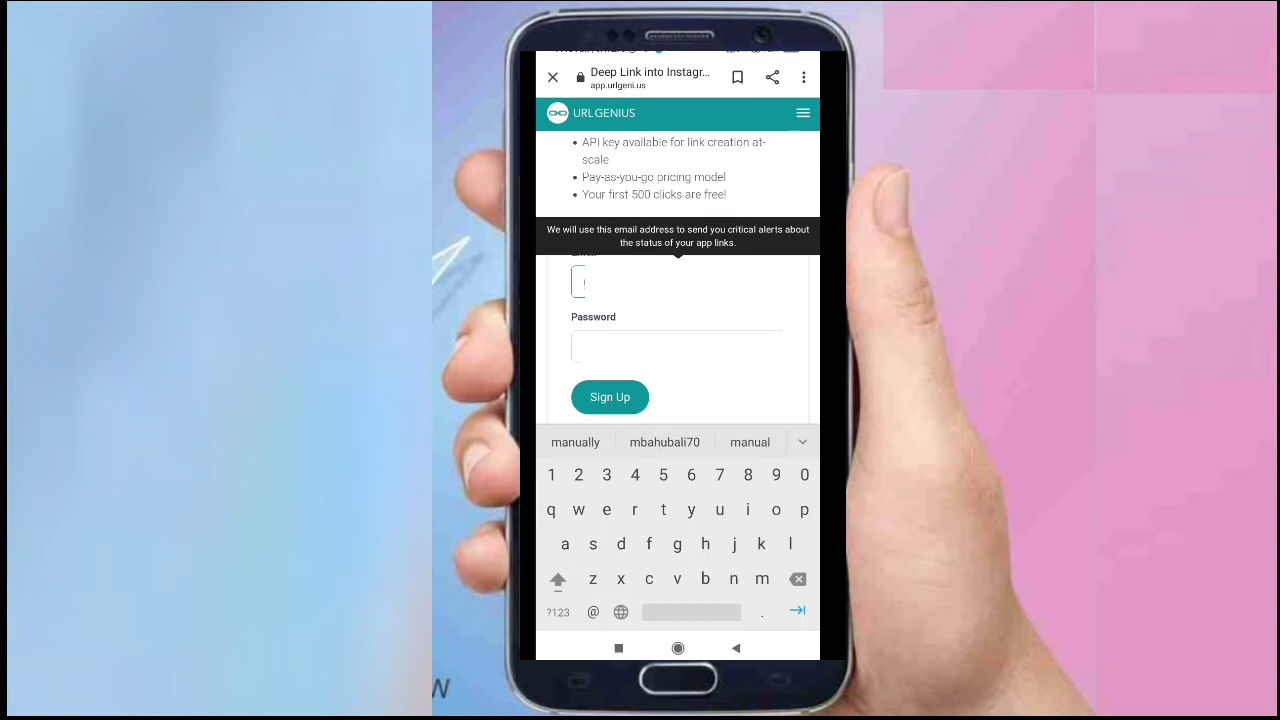 Deep Link into Instagr...
app.urlgeni.us
URLGENIUS
• API key available for link creation at-
scale
• Pay-as-you-go pricing model
• Your first 500 clicks are free!
We will use this email address to send you critical alerts about
the status of your app links.
Password
Sign Up
manually mbahubali70 manual
1 2 3 4 5 6 7 8 9 0
q w e r t y u i o p
a s d f g h j k l
z x c v b n m
?123 @ .
W